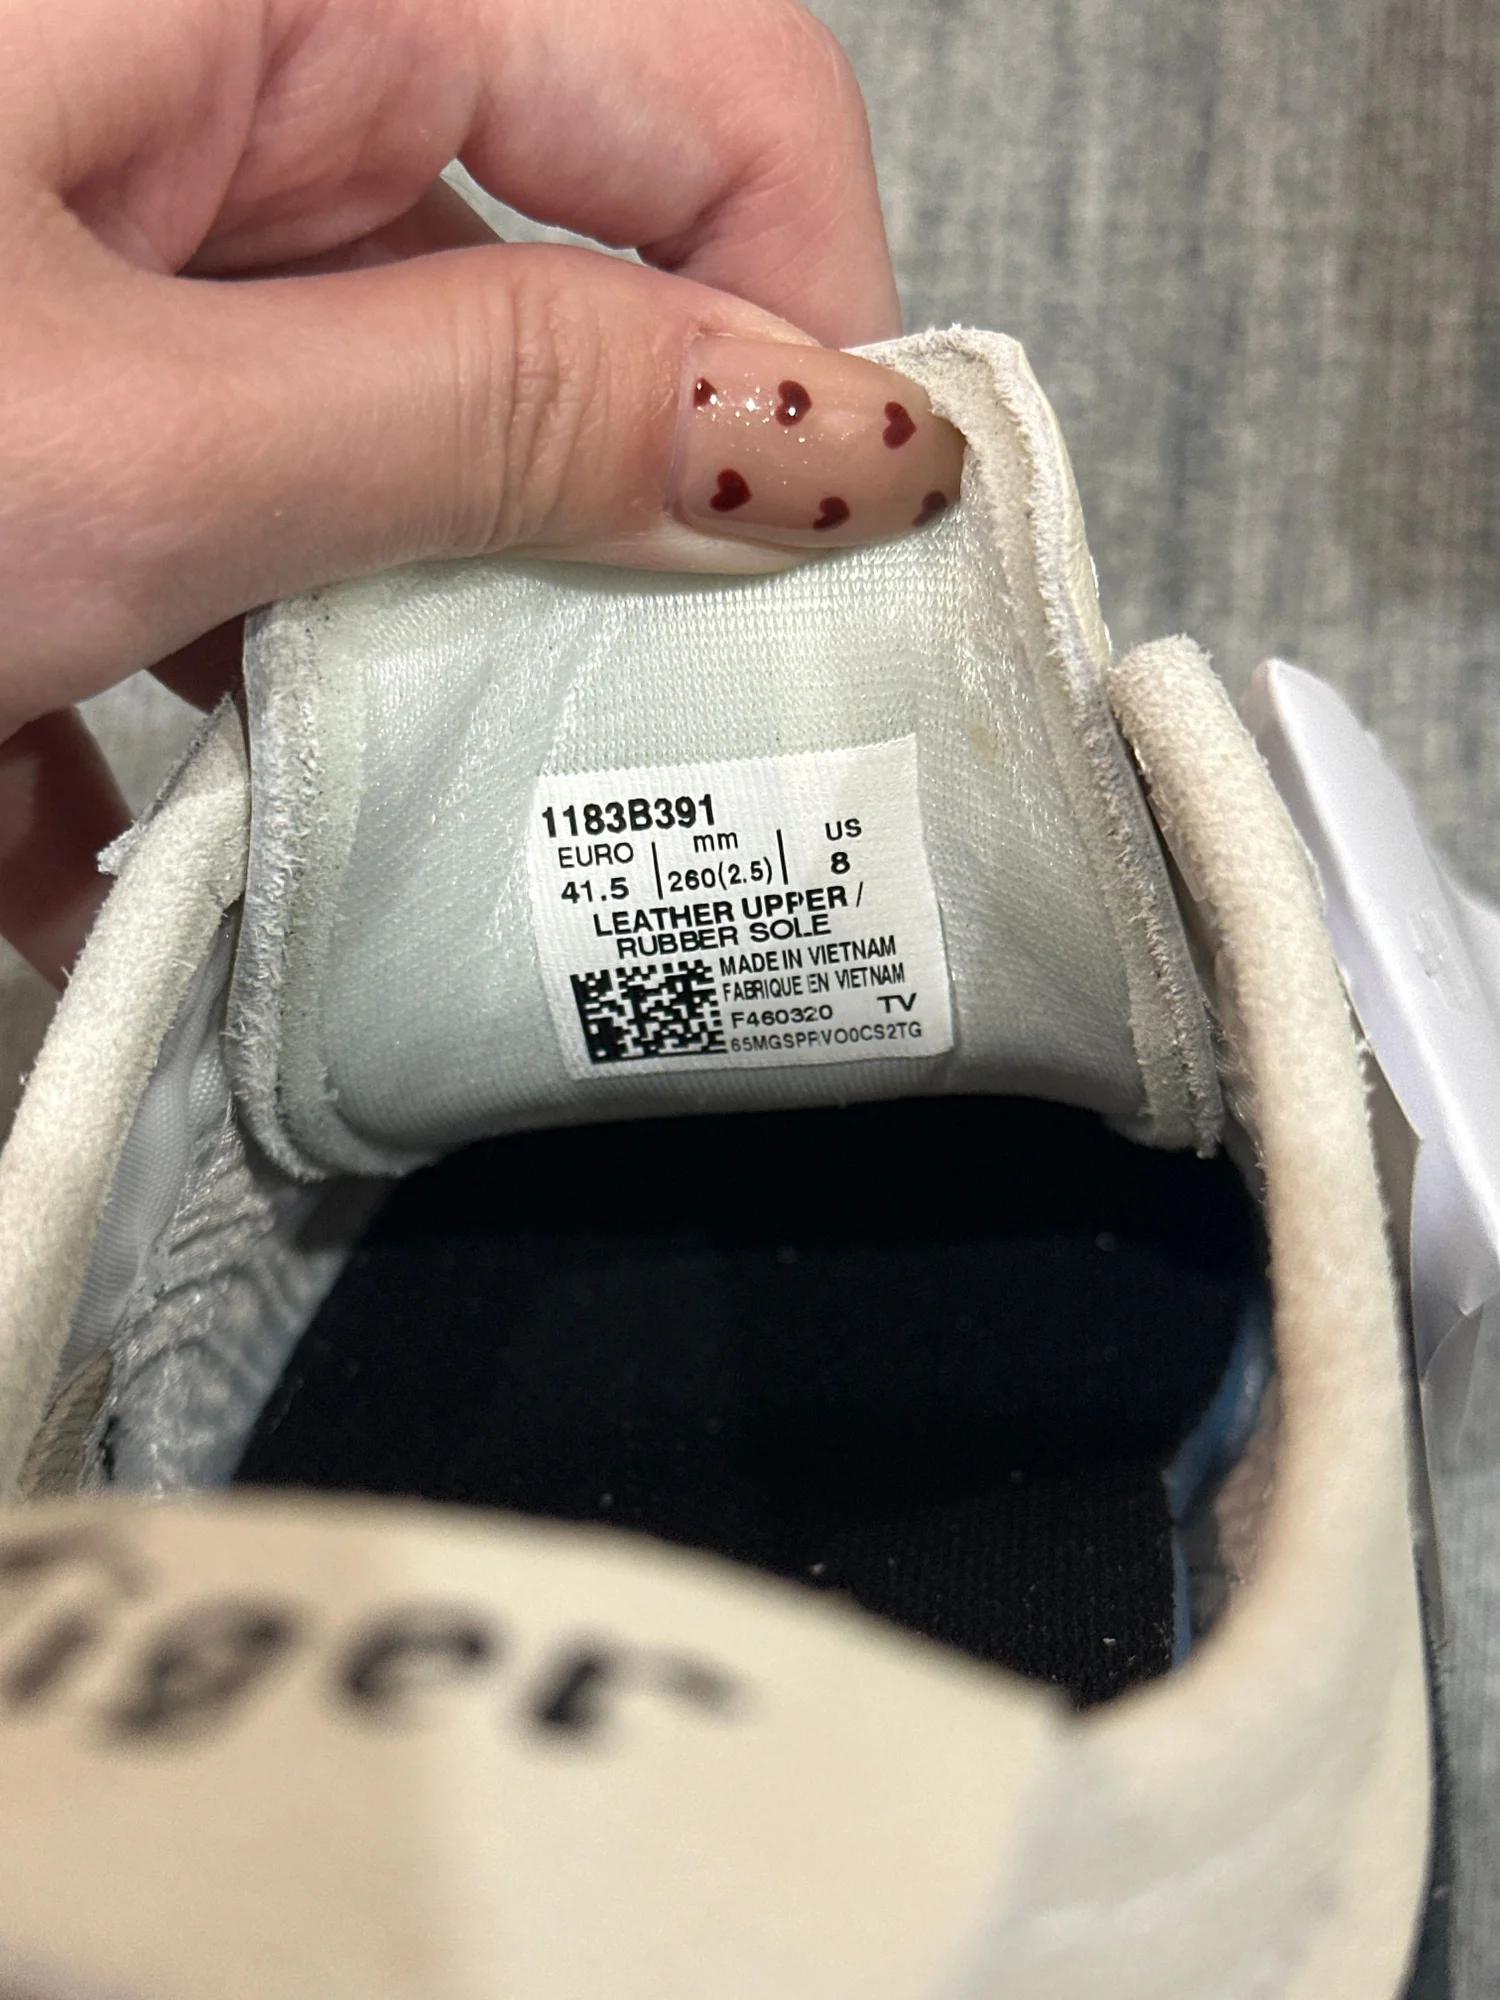 1183B391
EURO | mm | US
41.5 | 260(2.5) | 8
LEATHER UPPER /
RUBBER SOLE
MADE IN VIETNAM
FABRIQUE EN VIETNAM
F460320 TV
Tiger